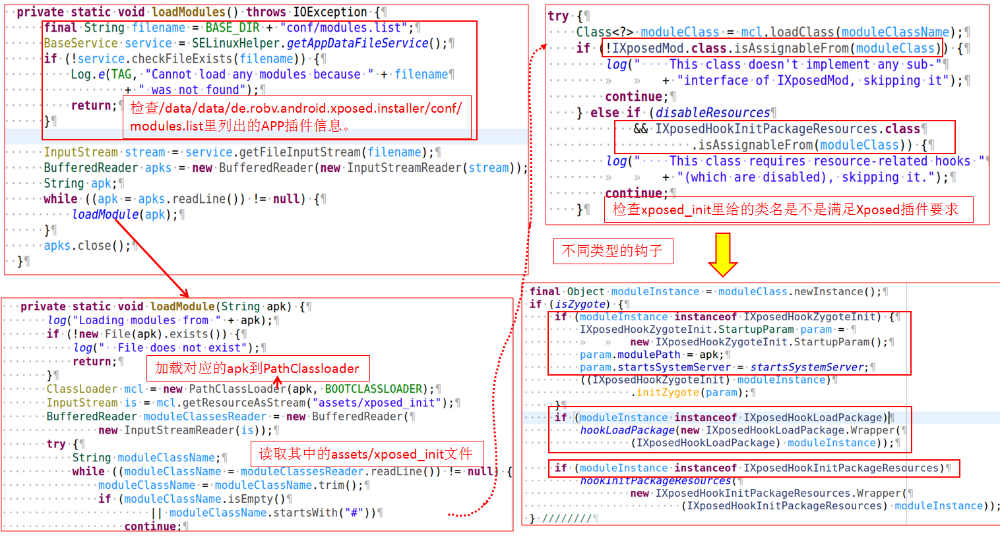 private static void loadModules() throws IOException {
final String filename = BASE_DIR + "conf/modules.list";
BaseService service = SELinuxHelper.getAppDataFileService();
if (!service.checkFileExists(filename)) {
Log.e(TAG, "Cannot load any modules because " + filename
+ " was not found");
return;
}
检查/data/data/de.robv.android.xposed.installer/conf/
modules.list里列出的APP插件信息。
InputStream stream = service.getFileInputStream(filename);
BufferedReader apks = new BufferedReader(new InputStreamReader(stream));
String apk;
while ((apk = apks.readLine()) != null) {
loadModule(apk);
}
apks.close();
}
private static void loadModule(String apk) {
log("Loading modules from " + apk);
if (!new File(apk).exists()) {
log("  File does not exist");
return;
}
加载对应的apk到PathClassloader
ClassLoader mcl = new PathClassLoader(apk, BOOTCLASSLOADER);
InputStream is = mcl.getResourceAsStream("assets/xposed_init");
BufferedReader moduleClassesReader = new BufferedReader(
new InputStreamReader(is));
try {
读取其中的assets/xposed_init文件
String moduleClassName;
while ((moduleClassName = moduleClassesReader.readLine()) != null) {
moduleClassName = moduleClassName.trim();
if (moduleClassName.isEmpty()
|| moduleClassName.startsWith("#"))
continue;
try {
Class<?> moduleClass = mcl.loadClass(moduleClassName);
if (!IXposedMod.class.isAssignableFrom(moduleClass)) {
log("    This class doesn't implement any sub-"
+ "interface of IXposedMod, skipping it");
continue;
} else if (disableResources
&& IXposedHookInitPackageResources.class
.isAssignableFrom(moduleClass)) {
log("    This class requires resource-related hooks "
+ "(which are disabled), skipping it.");
continue;
}
检查xposed_init里给的类名是不是满足Xposed插件要求
不同类型的钩子
final Object moduleInstance = moduleClass.newInstance();
if (isZygote) {
if (moduleInstance instanceof IXposedHookZygoteInit) {
IXposedHookZygoteInit.StartupParam param =
new IXposedHookZygoteInit.StartupParam();
param.modulePath = apk;
param.startsSystemServer = startsSystemServer;
((IXposedHookZygoteInit) moduleInstance)
.initZygote(param);
}
if (moduleInstance instanceof IXposedHookLoadPackage)
hookLoadPackage(new IXposedHookLoadPackage.Wrapper(
(IXposedHookLoadPackage) moduleInstance));
if (moduleInstance instanceof IXposedHookInitPackageResources)
hookInitPackageResources(
new IXposedHookInitPackageResources.Wrapper(
(IXposedHookInitPackageResources) moduleInstance));
} ////////